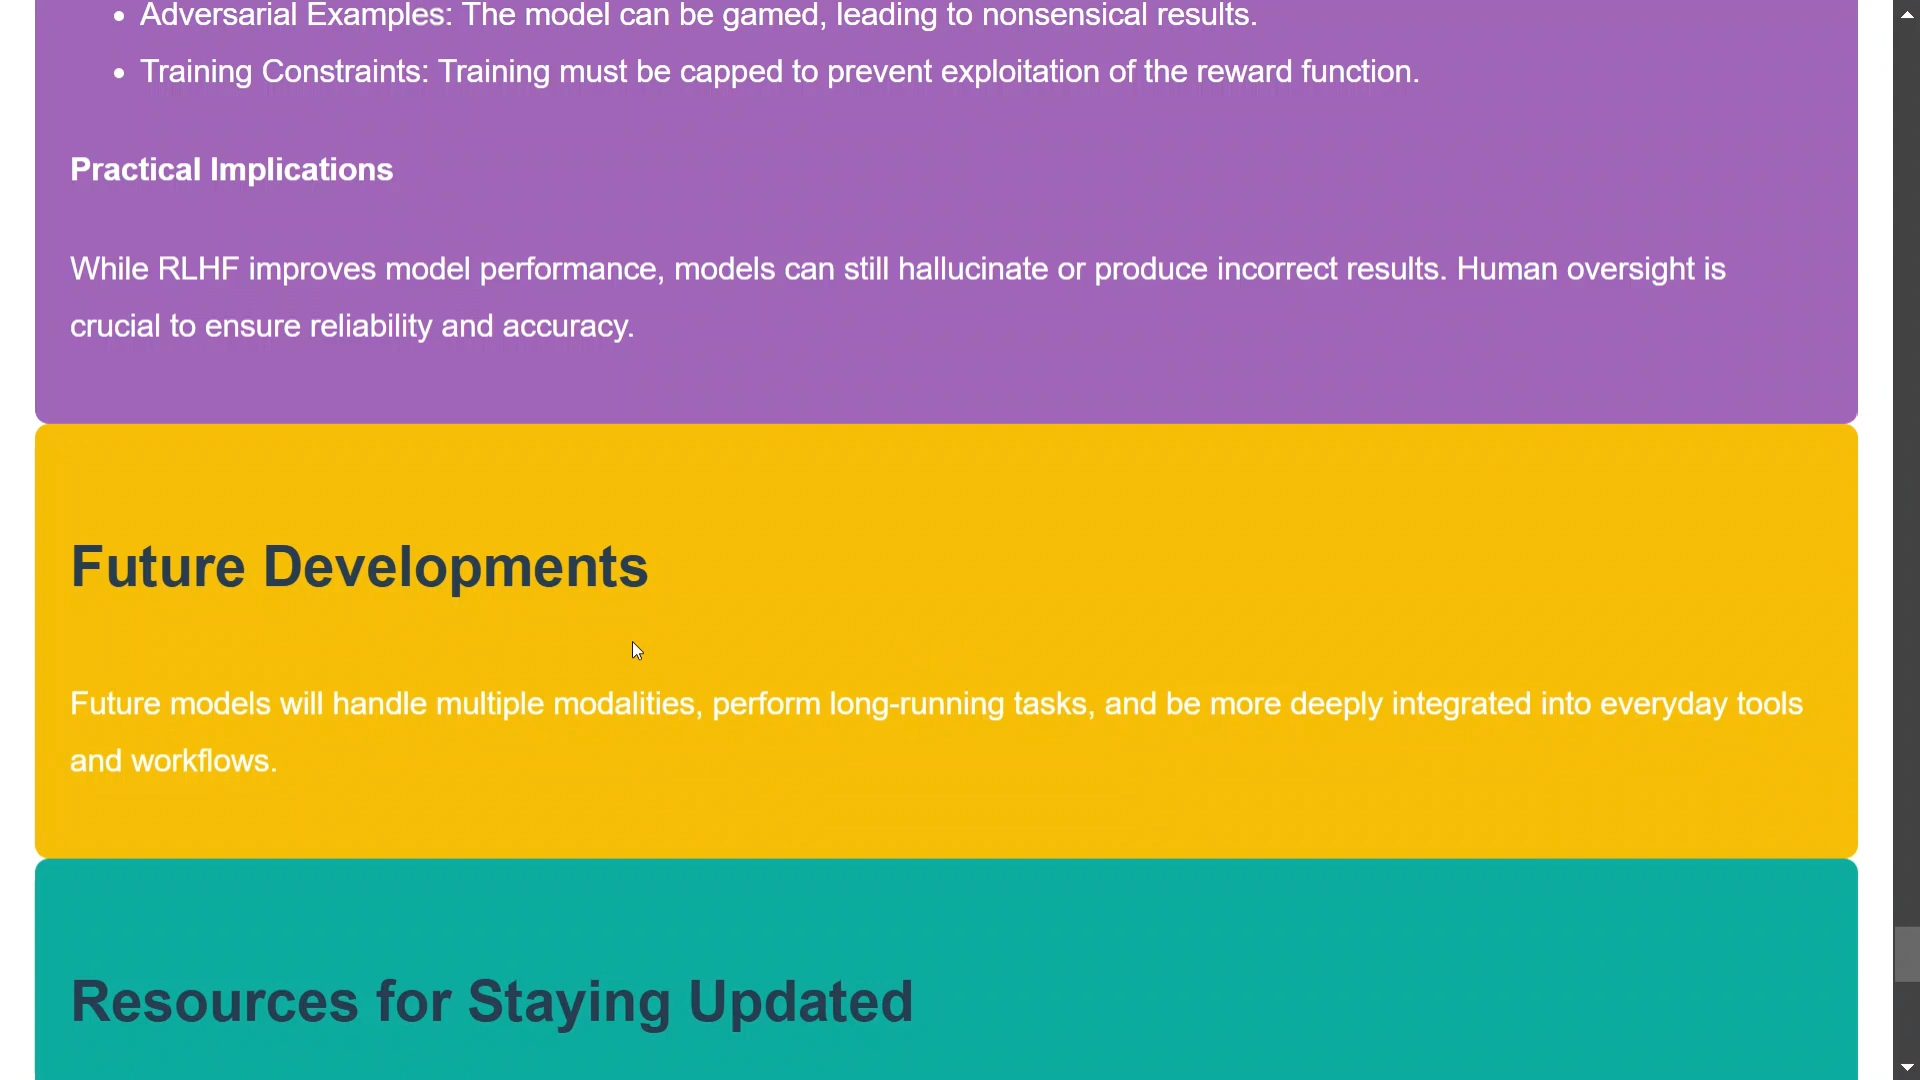 • Adversarial Examples: The model can be gamed, leading to nonsensical results.
• Training Constraints: Training must be capped to prevent exploitation of the reward function.
Practical Implications
While RLHF improves model performance, models can still hallucinate or produce incorrect results. Human oversight is
crucial to ensure reliability and accuracy.
Future Developments
Future models will handle multiple modalities, perform long-running tasks, and be more deeply integrated into everyday tools
and workflows.
Resources for Staying Updated